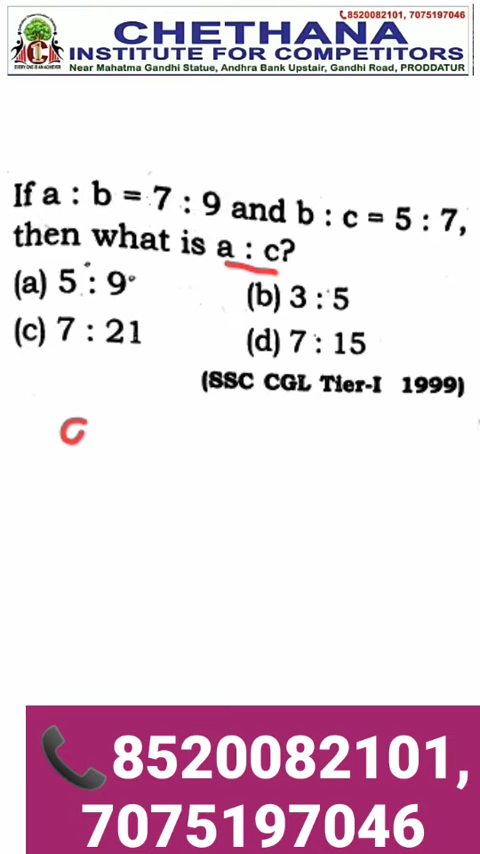 📞8520082101, 7075197046
CHETHANA
INSTITUTE FOR COMPETITORS
EVERY ONE IS AN ACHIEVER
Near Mahatma Gandhi Statue, Andhra Bank Upstair, Gandhi Road, PRODDATUR
If a : b = 7 : 9 and b : c = 5 : 7,
then what is a : c?
(a) 5 : 9
(b) 3 : 5
(c) 7 : 21
(d) 7 : 15
(SSC CGL Tier-I 1999)
📞8520082101,
7075197046